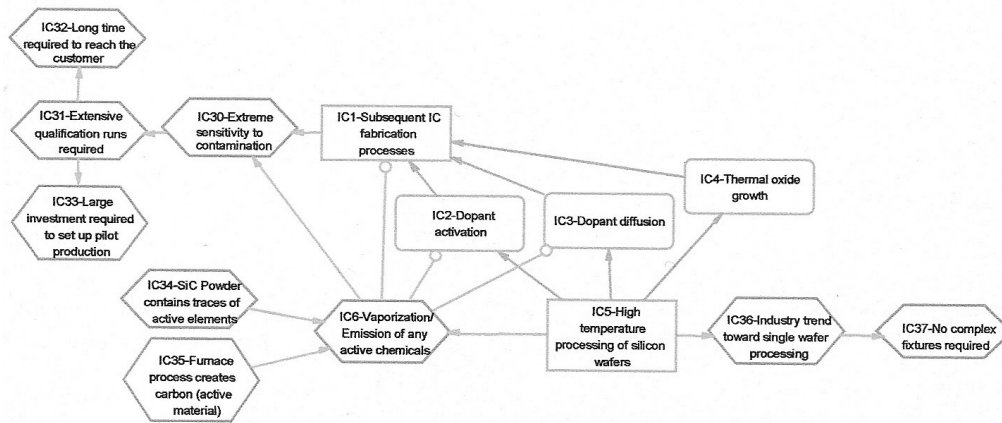 IC32-Long time
required to reach the
customer
IC31-Extensive
qualification runs
required
IC30-Extreme
sensitivity to
contamination
IC1-Subsequent IC
fabrication
processes
IC4-Thermal oxide
growth
IC33-Large
investment required
to set up pilot
production
IC2-Dopant
activation
IC3-Dopant diffusion
IC34-SiC Powder
contains traces of
active elements
IC6-Vaporization/
Emission of any
active chemicals
IC5-High
temperature
processing of silicon
wafers
IC36-Industry trend
toward single wafer
processing
IC37-No complex
fixtures required
IC35-Furnace
process creates
carbon (active
material)